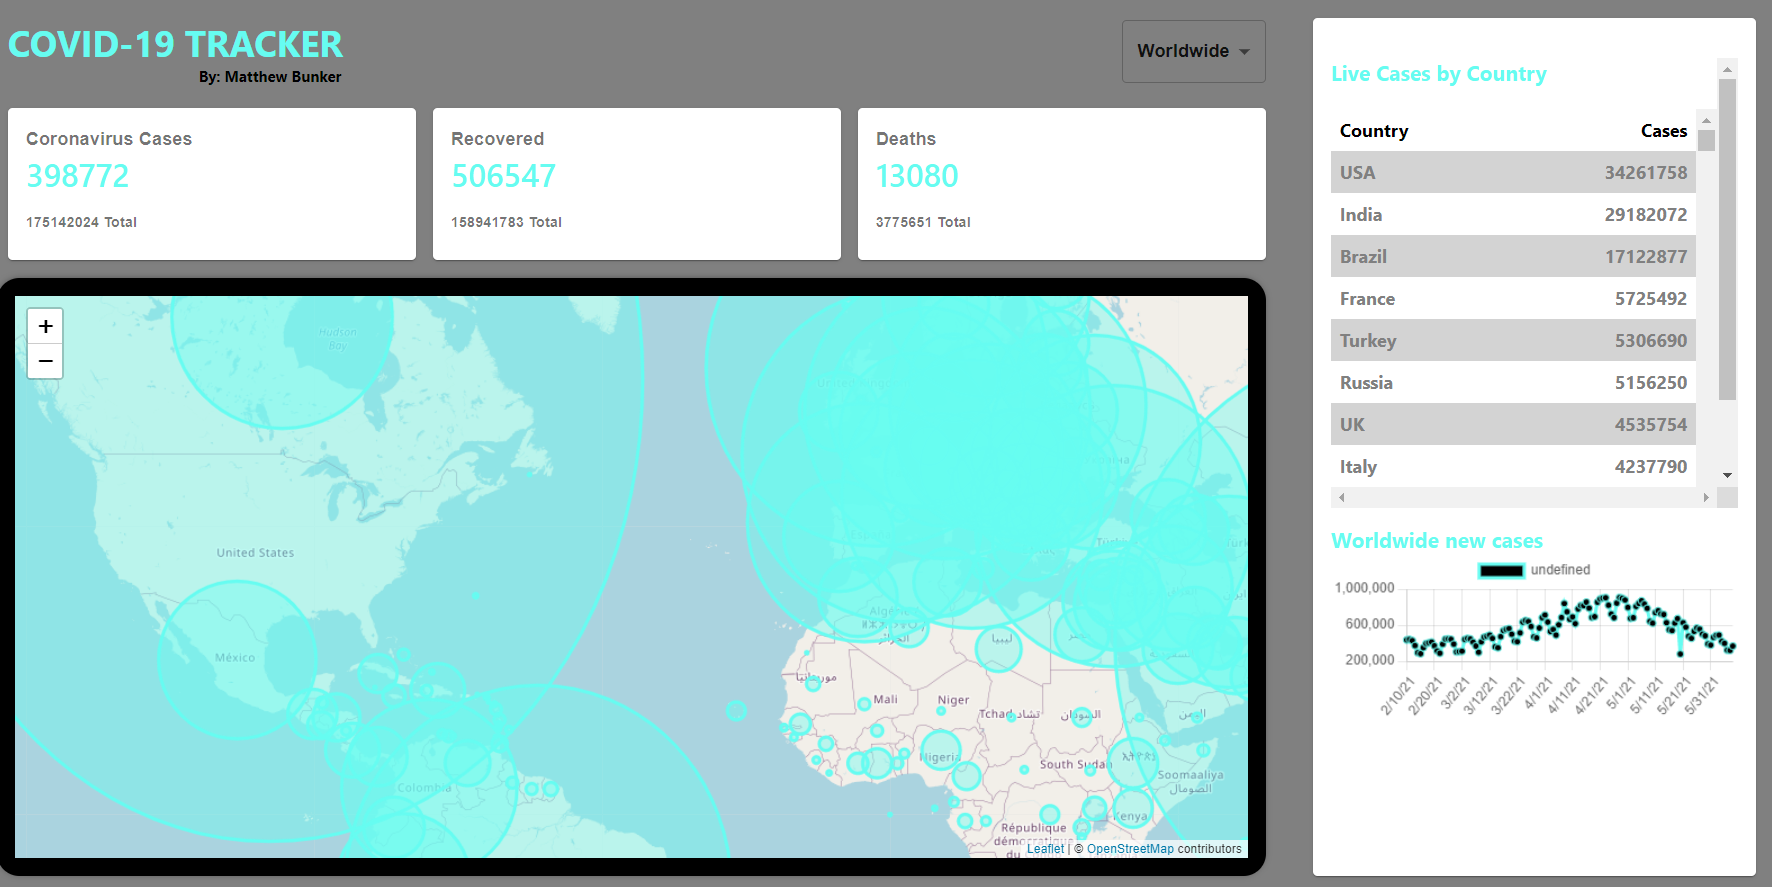 COVID-19 TRACKER
By: Matthew Bunker
Worldwide
Coronavirus Cases
398772
175142024 Total
Recovered
506547
158941783 Total
Deaths
13080
3775651 Total
+
−
Hudson
Bay
United States
México
Colombia
Algérie /
الجزائر
ليبيا
موريتانيا
Mali
Niger
Tchad تشاد
السودان
اليمن
Nigeria
South Sudan
Soomaaliya
الصومال
Kenya
République
Leaflet | © OpenStreetMap contributors
Live Cases by Country
Country Cases
USA 34261758
India 29182072
Brazil 17122877
France 5725492
Turkey 5306690
Russia 5156250
UK 4535754
Italy 4237790
Worldwide new cases
undefined
1,000,000
600,000
200,000
2/10/21 2/20/21 3/2/21 3/12/21 3/22/21 4/1/21 4/11/21 4/21/21 5/1/21 5/11/21 5/21/21 5/31/21